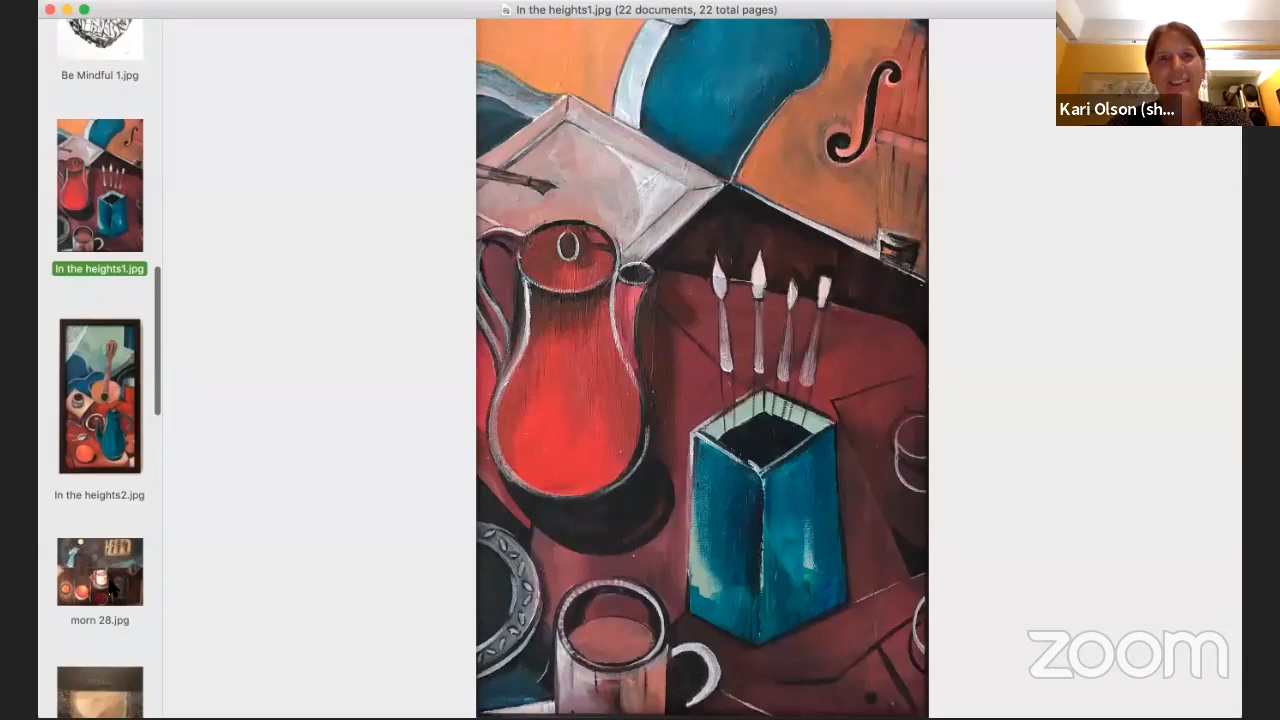 In the heights1.jpg (22 documents, 22 total pages)
Be Mindful 1.jpg
In the heights1.jpg
In the heights2.jpg
morn 28.jpg
Kari Olson (sh...
zoom